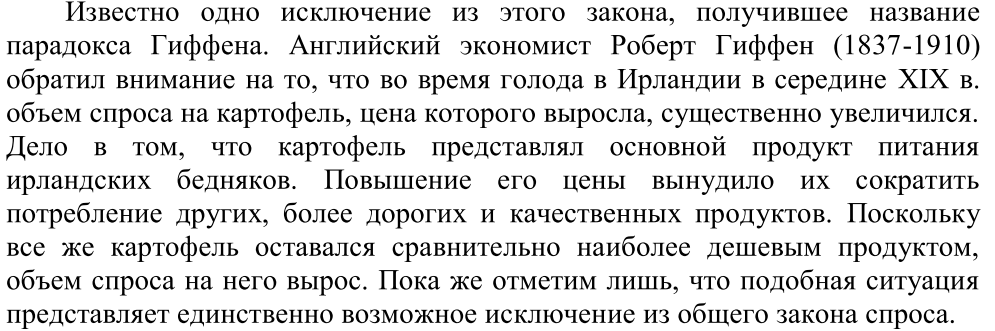 Известно одно исключение из этого закона, получившее название
парадокса Гиффена. Английский экономист Роберт Гиффен (1837-1910)
обратил внимание на то, что во время голода в Ирландии в середине XIX в.
объем спроса на картофель, цена которого выросла, существенно увеличился.
Дело в том, что картофель представлял основной продукт питания
ирландских бедняков. Повышение его цены вынудило их сократить
потребление других, более дорогих и качественных продуктов. Поскольку
все же картофель оставался сравнительно наиболее дешевым продуктом,
объем спроса на него вырос. Пока же отметим лишь, что подобная ситуация
представляет единственно возможное исключение из общего закона спроса.